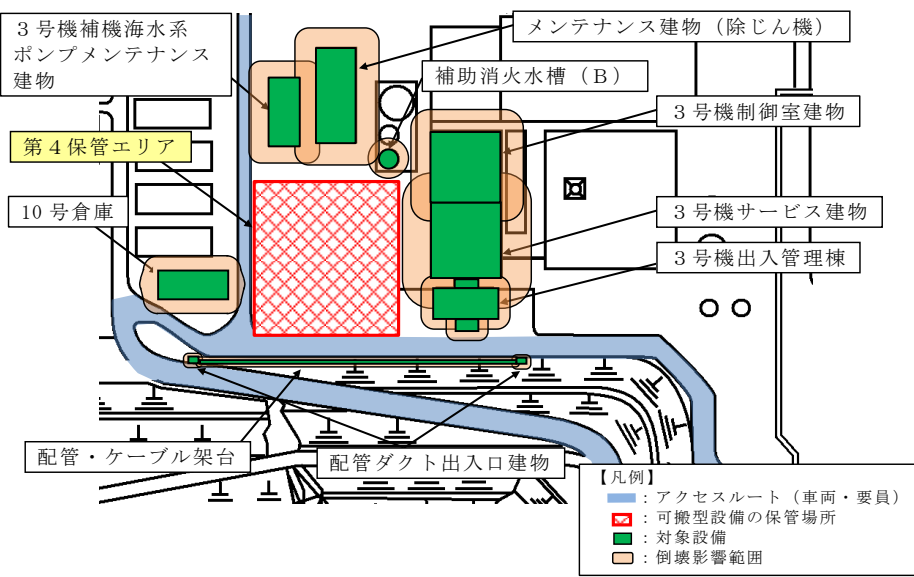 3号機補機海水系
ポンプメンテナンス
建物
メンテナンス建物（除じん機）
補助消火水槽（B）
3号機制御室建物
第4保管エリア
10号倉庫
3号機サービス建物
3号機出入管理棟
配管・ケーブル架台
配管ダクト出入口建物
【凡例】
：アクセスルート（車両・要員）
：可搬型設備の保管場所
：対象設備
：倒壊影響範囲